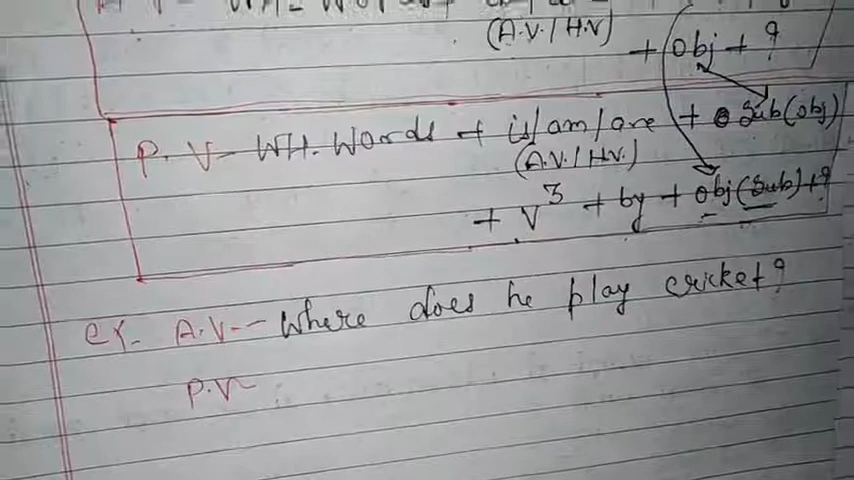 (A.V. / H.V)
+ Obj + ?
P. V - WH. Words + is/am/are + Sub(obj)
(A.V. / H.V.)
+ V3 + by + obj (Sub) + ?
ex. A.V-- Where does he play cricket?
P.V-